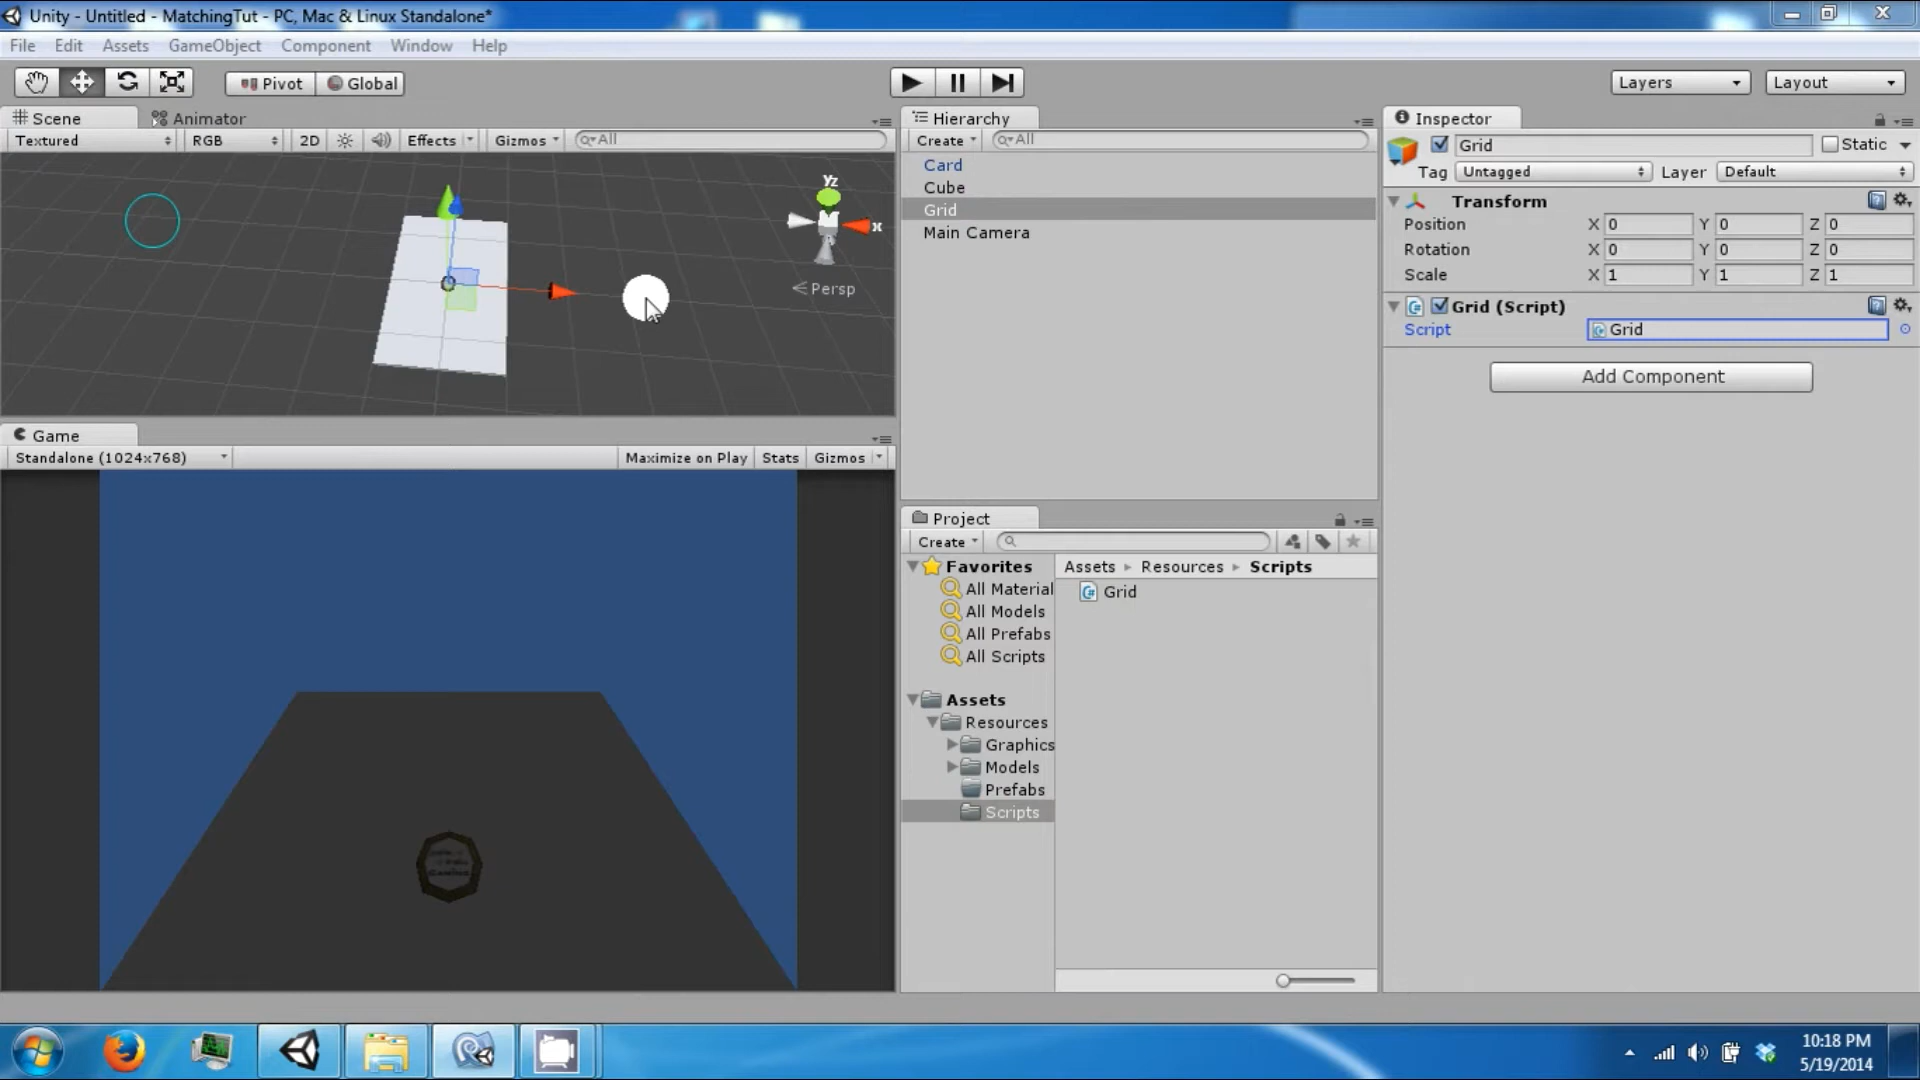 Unity - Untitled - MatchingTut - PC, Mac & Linux Standalone*
File Edit Assets GameObject Component Window Help
Pivot Global Layers Layout
Scene Animator
Textured RGB 2D Effects Gizmos All
yz
x
Persp
Hierarchy
Create All
Card
Cube
Grid
Main Camera
Inspector
Grid Static
Tag Untagged Layer Default
Transform
Position X 0 Y 0 Z 0
Rotation X 0 Y 0 Z 0
Scale X 1 Y 1 Z 1
Grid (Script)
Script Grid
Add Component
Game
Standalone (1024x768) Maximize on Play Stats Gizmos
Project
Create
Favorites
All Material
All Models
All Prefabs
All Scripts
Assets
Resources
Graphics
Models
Prefabs
Scripts
Assets Resources Scripts
Grid
10:18 PM
5/19/2014